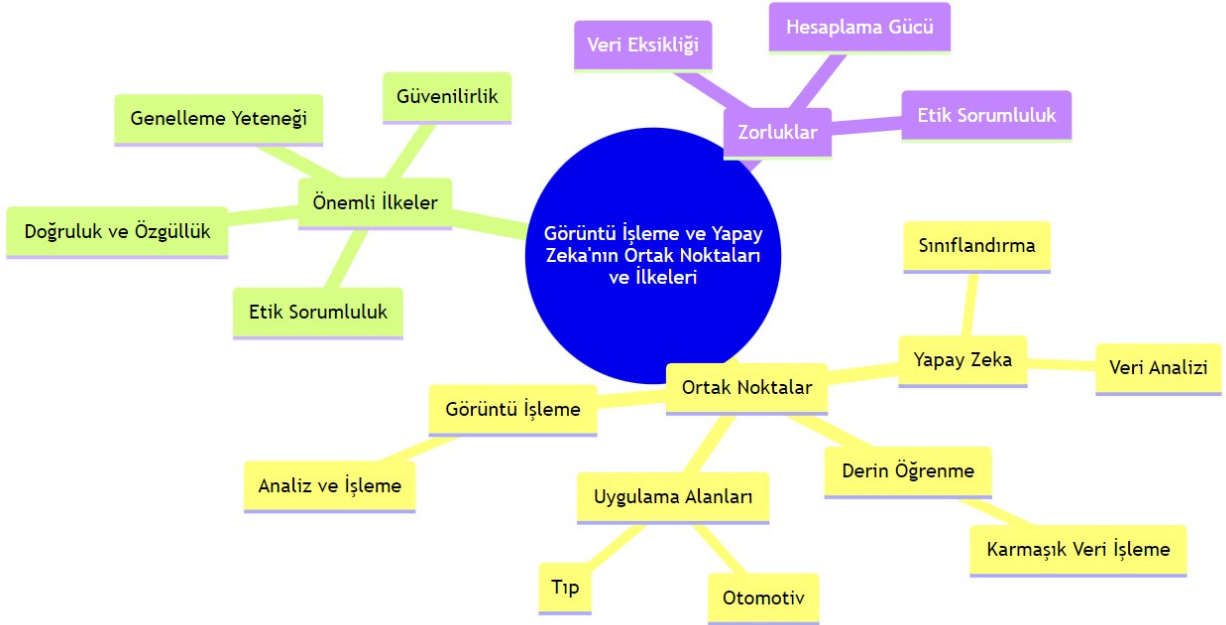 Görüntü İşleme ve Yapay
Zeka'nın Ortak Noktaları
ve İlkeleri
Zorluklar
Veri Eksikliği
Hesaplama Gücü
Etik Sorumluluk
Önemli İlkeler
Güvenilirlik
Genelleme Yeteneği
Doğruluk ve Özgüllük
Etik Sorumluluk
Ortak Noktalar
Yapay Zeka
Sınıflandırma
Veri Analizi
Görüntü İşleme
Analiz ve İşleme
Uygulama Alanları
Tıp
Otomotiv
Derin Öğrenme
Karmaşık Veri İşleme